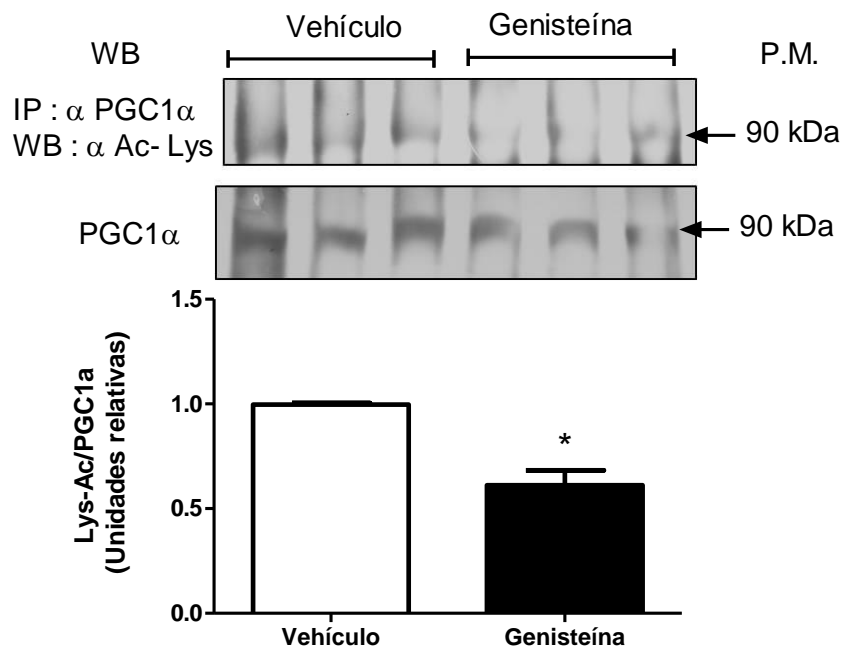 WB Vehículo Genisteína P.M.
IP : α PGC1α
WB : α Ac- Lys
90 kDa
PGC1α
90 kDa
1.5
1.0
0.5
0.0
Lys-Ac/PGC1a
(Unidades relativas)
*
Vehículo Genisteína